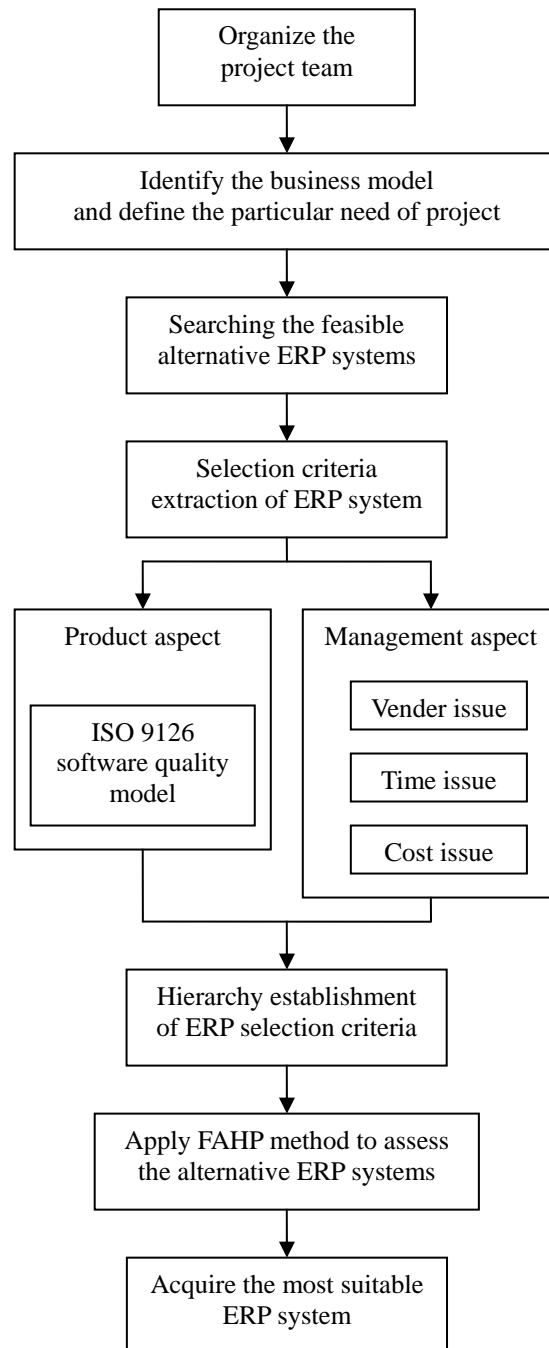 Organize the
project team
Identify the business model
and define the particular need of project
Searching the feasible
alternative ERP systems
Selection criteria
extraction of ERP system
Product aspect
ISO 9126
software quality
model
Management aspect
Vender issue
Time issue
Cost issue
Hierarchy establishment
of ERP selection criteria
Apply FAHP method to assess
the alternative ERP systems
Acquire the most suitable
ERP system